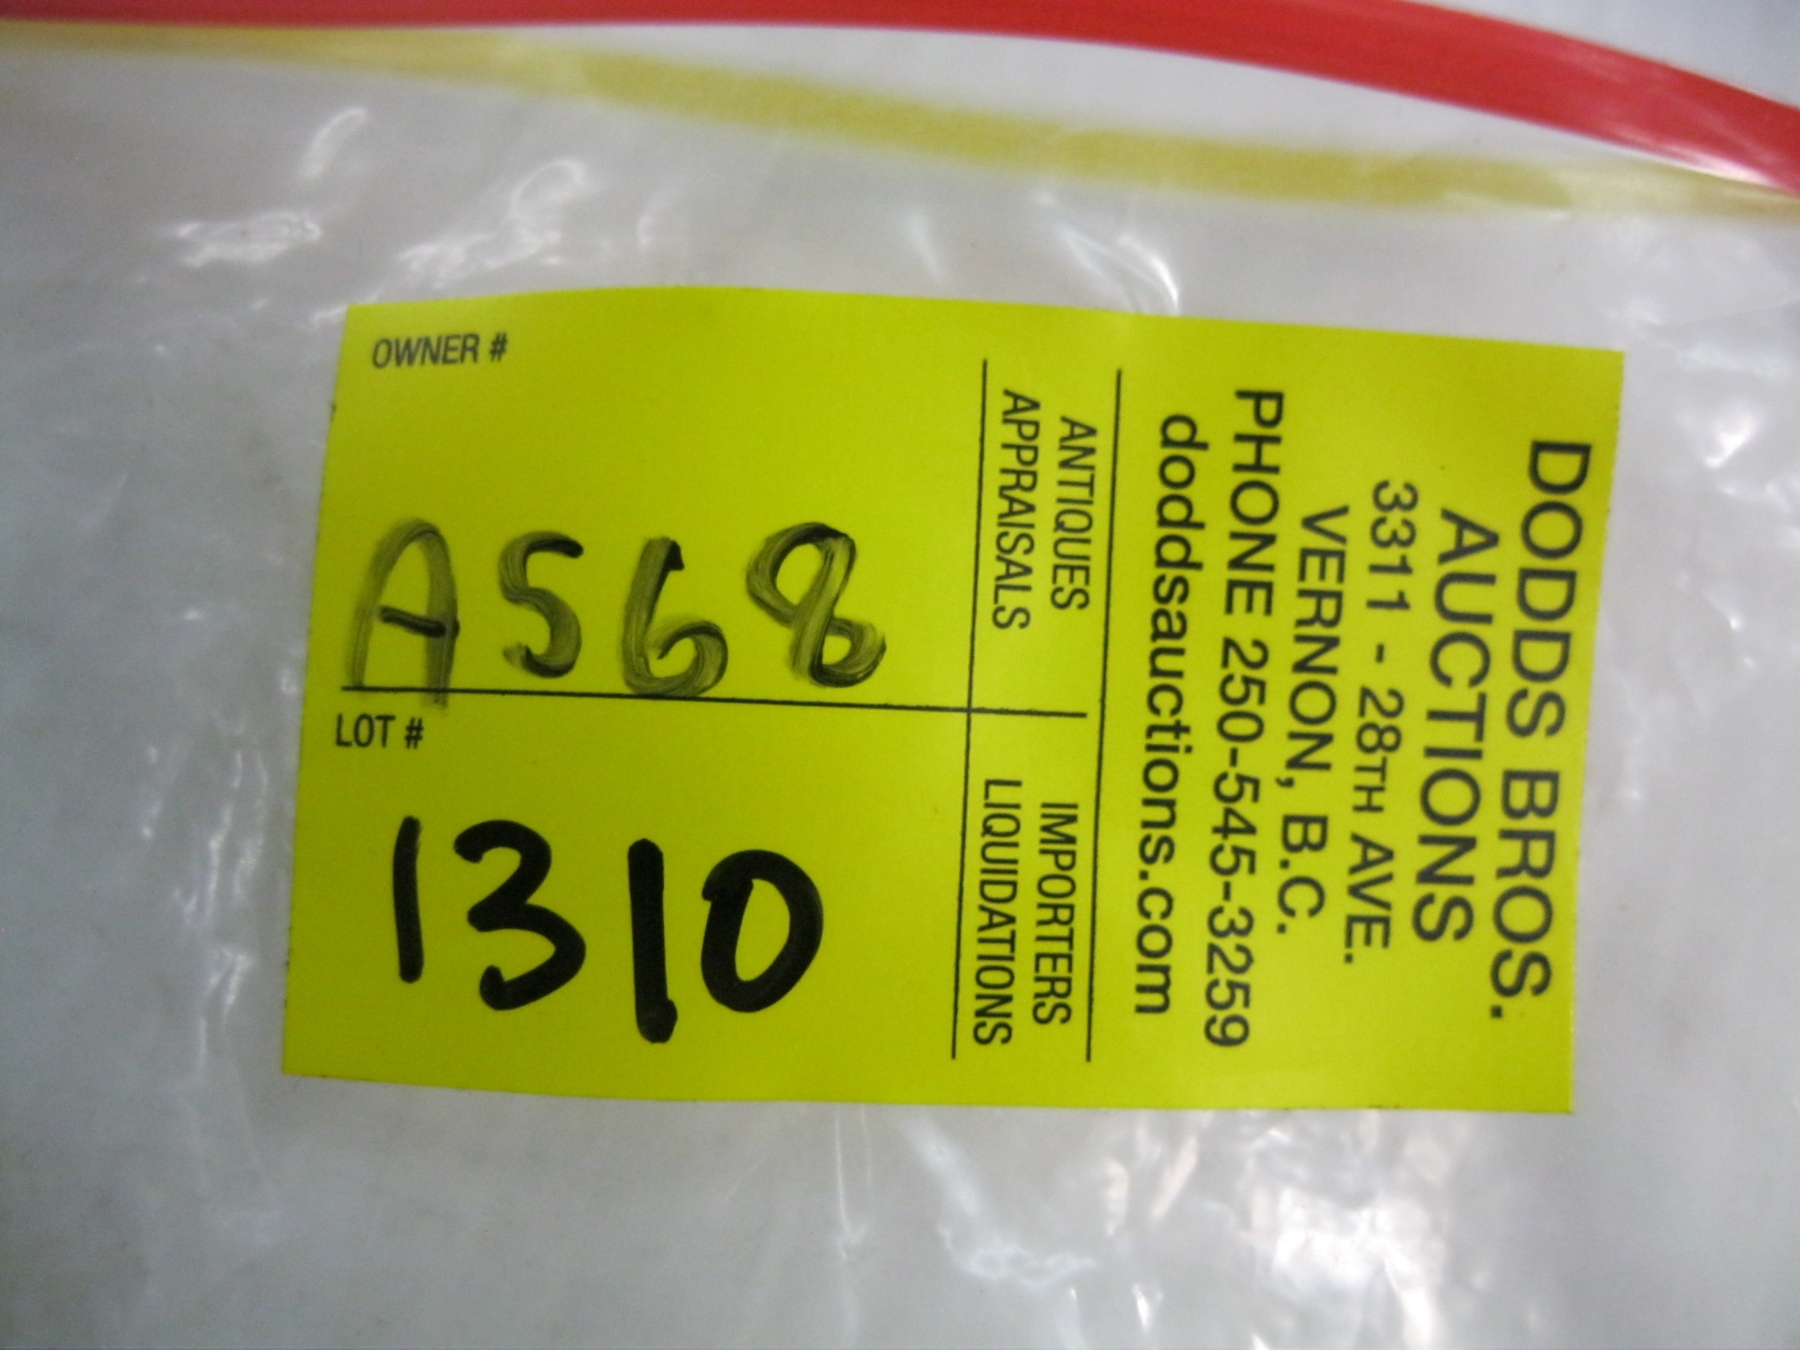 DODDS BROS.
AUCTIONS
3311 - 28TH AVE.
VERNON, B.C.
PHONE 250-545-3259
doddsauctions.com
ANTIQUES
APPRAISALS
IMPORTERS
LIQUIDATIONS
OWNER #
A568
LOT #
1310